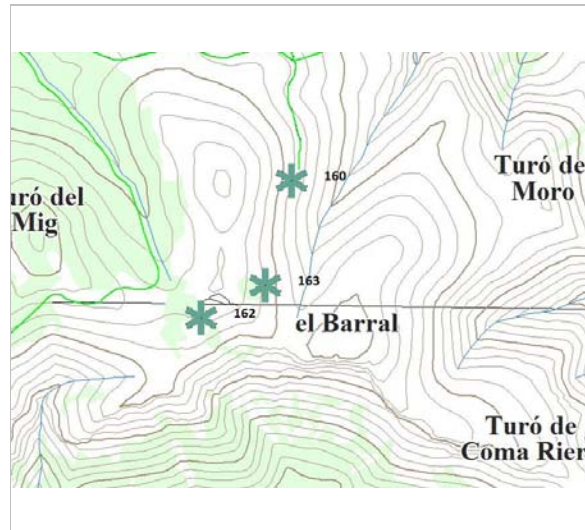 Turó de
Moro
160
uró del
Mig
163
162
el Barral
Turó de
Coma Rier